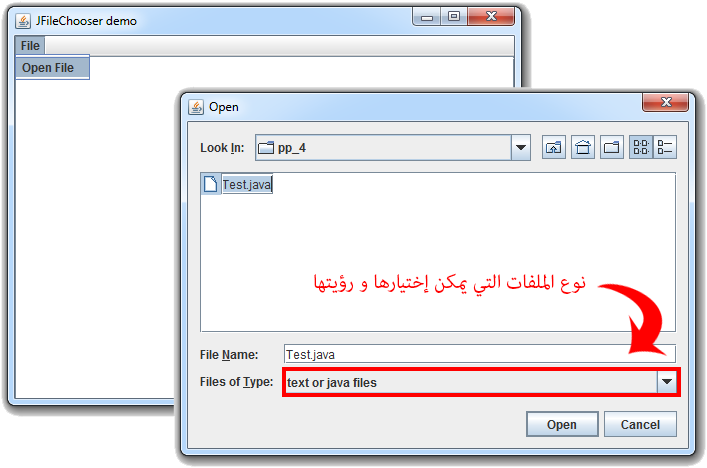 JFileChooser demo
File
Open File
Open
Look In:
pp_4
Test.java
نوع الملفات التي يمكن إختيارها و رؤيتها
File Name:
Test.java
Files of Type:
text or java files
Open
Cancel